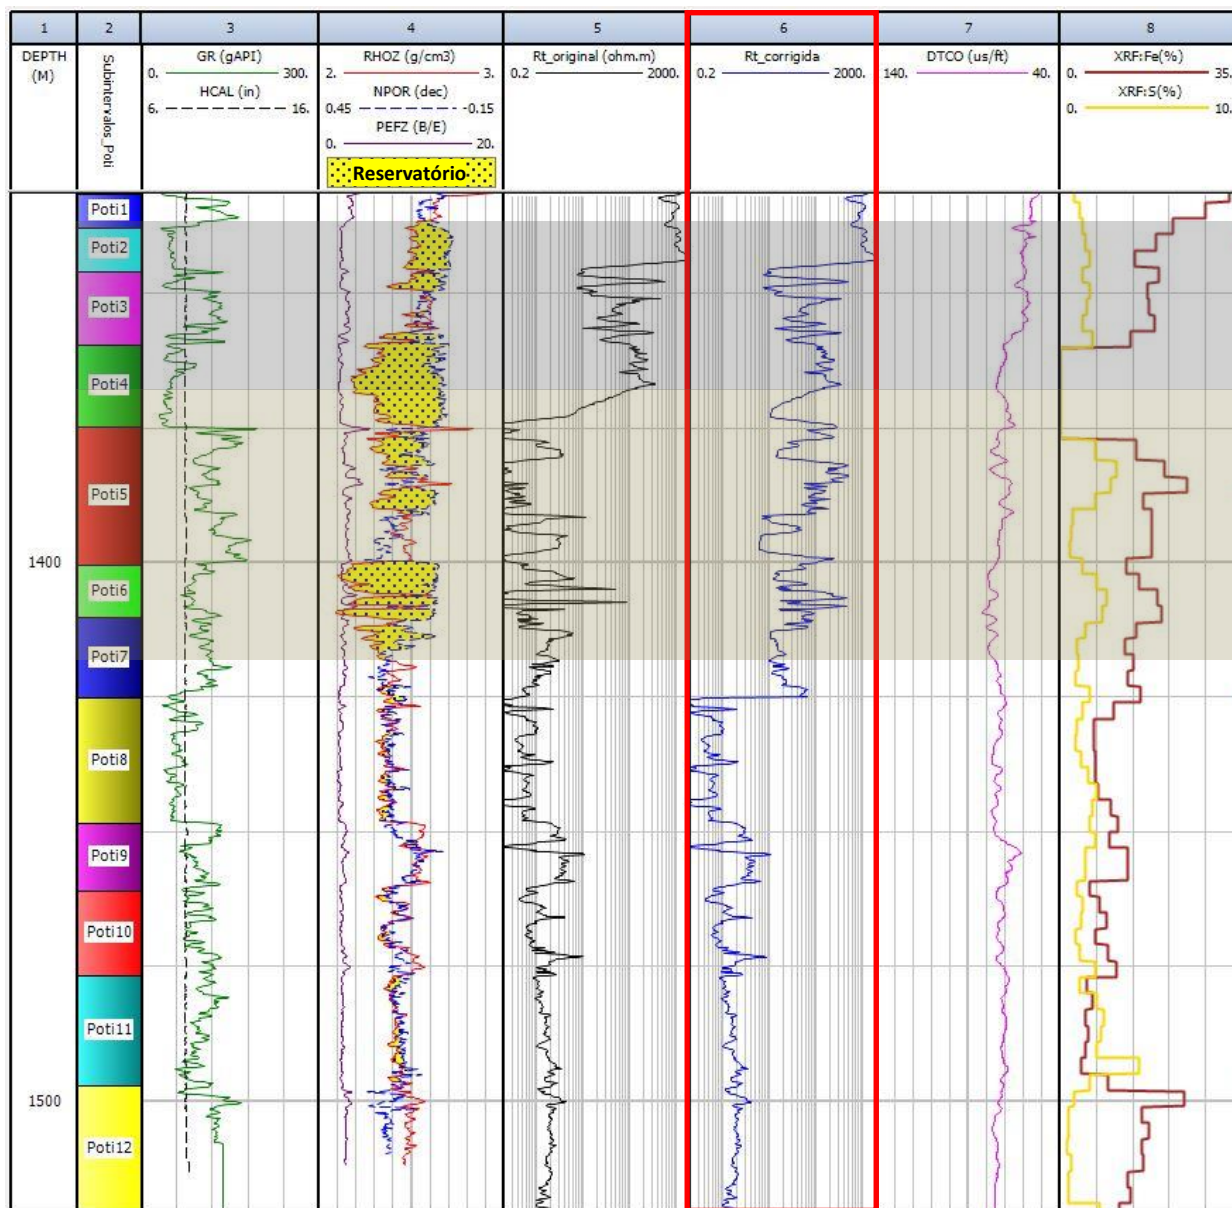 1 2 3 4 5 6 7 8
DEPTH
(M)
Subintervalos_Poti
GR (gAPI)
0. 300.
HCAL (in)
6. 16.
RHOZ (g/cm3)
2. 3.
NPOR (dec)
0.45 -0.15
PEFZ (B/E)
0. 20.
Reservatório
Rt_original (ohm.m)
0.2 2000.
Rt_corrigida
0.2 2000.
DTCO (us/ft)
140. 40.
XRF:Fe(%)
0. 35.
XRF:S(%)
0. 10.
Poti1
Poti2
Poti3
Poti4
Poti5
1400
Poti6
Poti7
Poti8
Poti9
Poti10
Poti11
1500
Poti12